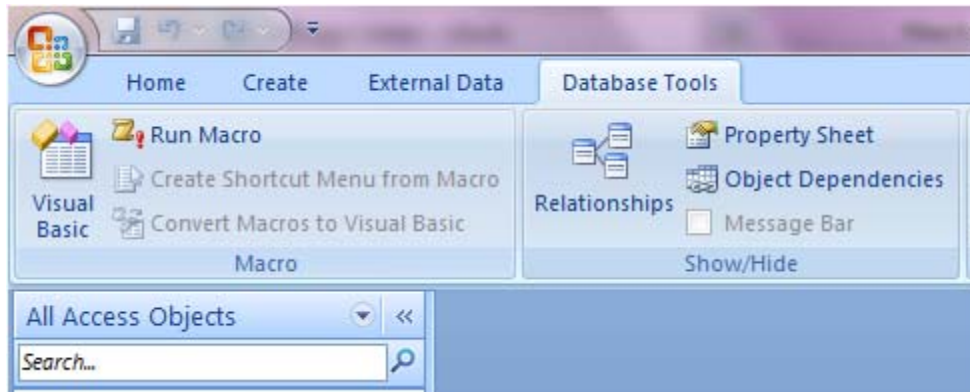 Home Create External Data Database Tools
Visual Basic
Run Macro
Create Shortcut Menu from Macro
Convert Macros to Visual Basic
Macro
Relationships
Property Sheet
Object Dependencies
Message Bar
Show/Hide
All Access Objects
Search...